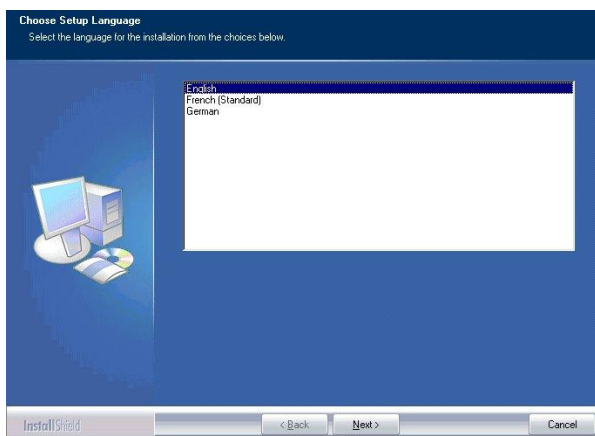 Choose Setup Language
Select the language for the installation from the choices below.
English
French (Standard)
German
InstallShield
< Back
Next >
Cancel